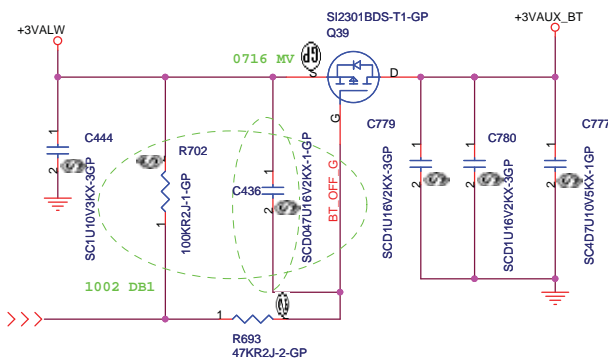 SI2301BDS-T1-GP
+3VALW
Q39
+3VAUX_BT
0716 MV
GP
S
D
G
1
C444
2
SC1U10V3KX-3GP
R702
100KR2J-1-GP
1
C436
1
2
SCD047U16V2KX-1-GP
BT_OFF_G
C779
1
2
SCD1U16V2KX-3GP
C780
1
2
SCD1U16V2KX-3GP
C777
1
2
SC4D7U10V5KX-1GP
1002 DB1
1
R693
47KR2J-2-GP